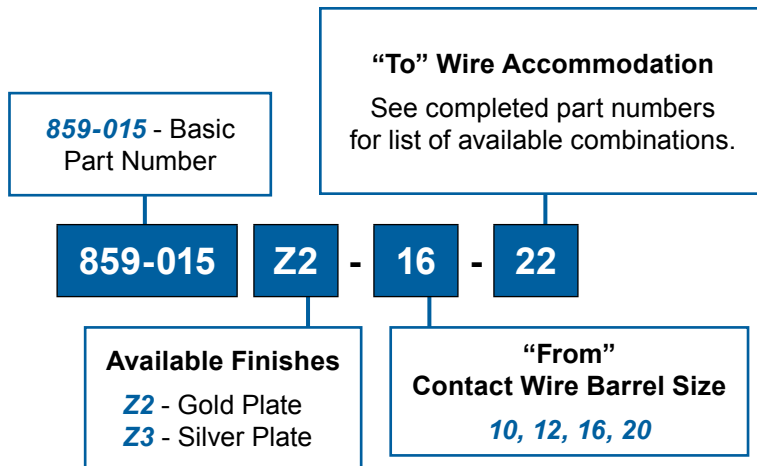 “To” Wire Accommodation
See completed part numbers
for list of available combinations.
859-015 - Basic
Part Number
859-015 Z2 - 16 - 22
Available Finishes
Z2 - Gold Plate
Z3 - Silver Plate
“From”
Contact Wire Barrel Size
10, 12, 16, 20